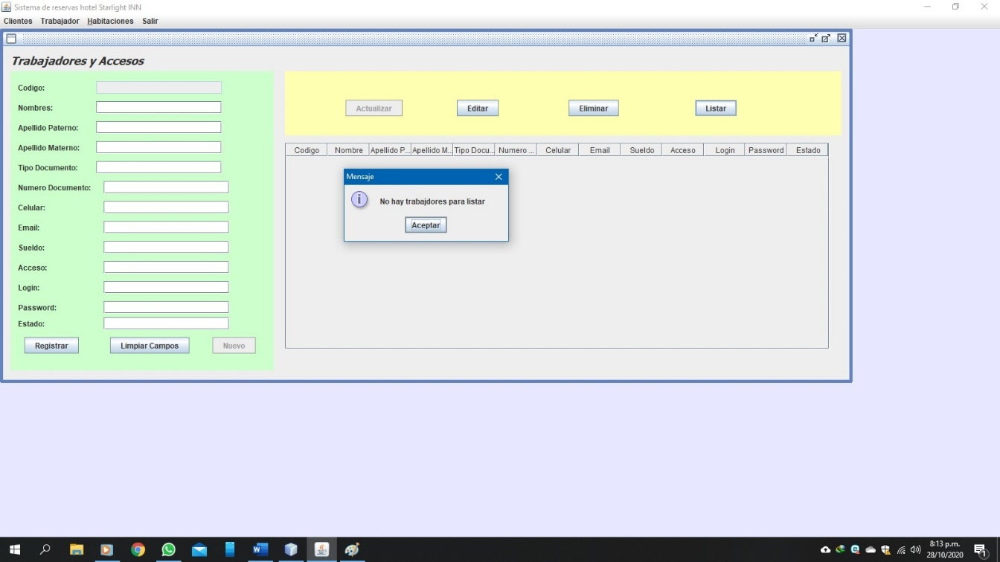 Sistema de reservas hotel Starlight INN
Clientes Trabajador Habitaciones Salir
Trabajadores y Accesos
Codigo:
Nombres:
Apellido Paterno:
Apellido Materno:
Tipo Documento:
Numero Documento:
Celular:
Email:
Sueldo:
Acceso:
Login:
Password:
Estado:
Registrar Limpiar Campos Nuevo
Actualizar Editar Eliminar Listar
Codigo Nombre Apellido P... Apellido M... Tipo Docu... Numero ... Celular Email Sueldo Acceso Login Password Estado
Mensaje
No hay trabajdores para listar
Aceptar
8:13 p.m.
28/10/2020